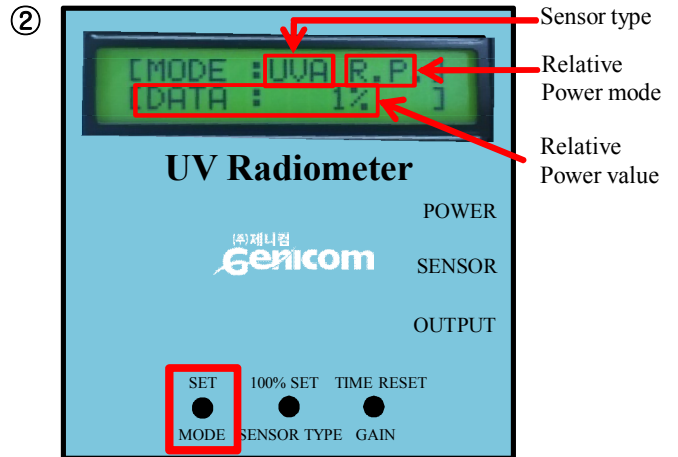 ②
Sensor type
[MODE :UVA R.P.]
Relative
Power mode
[DATA : 1% ]
Relative
Power value
UV Radiometer
POWER
(주)제니컴
Genicom
SENSOR
OUTPUT
SET 100% SET TIME RESET
MODE SENSOR TYPE GAIN